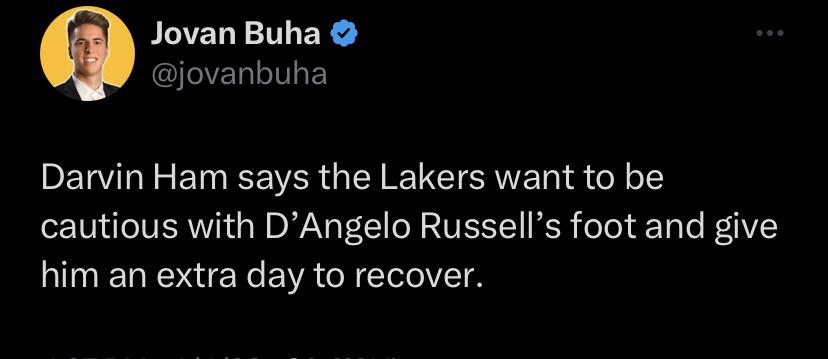 Jovan Buha
@jovanbuha
Darvin Ham says the Lakers want to be
cautious with D’Angelo Russell’s foot and give
him an extra day to recover.